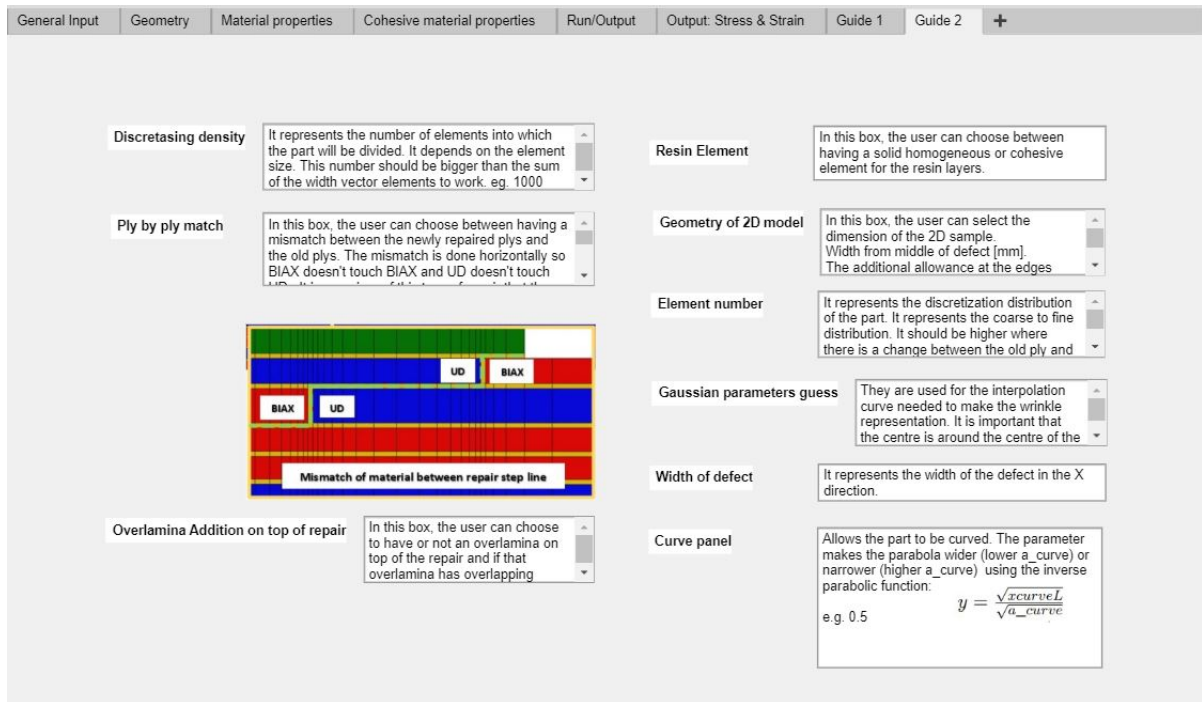 General Input
Geometry
Material properties
Cohesive material properties
Run/Output
Output: Stress & Strain
Guide 1
Guide 2
+
Discretasing density
It represents the number of elements into which
the part will be divided. It depends on the element
size. This number should be bigger than the sum
of the width vector elements to work. eg. 1000
Ply by ply match
In this box, the user can choose between having a
mismatch between the newly repaired plys and
the old plys. The mismatch is done horizontally so
BIAX doesn't touch BIAX and UD doesn't touch
UD
BIAX
BIAX
UD
Mismatch of material between repair step line
Overlamina Addition on top of repair
In this box, the user can choose
to have or not an overlamina on
top of the repair and if that
overlamina has overlapping
Resin Element
In this box, the user can choose between
having a solid homogeneous or cohesive
element for the resin layers.
Geometry of 2D model
In this box, the user can select the
dimension of the 2D sample.
Width from middle of defect [mm].
The additional allowance at the edges
Element number
It represents the discretization distribution
of the part. It represents the coarse to fine
distribution. It should be higher where
there is a change between the old ply and
Gaussian parameters guess
They are used for the interpolation
curve needed to make the wrinkle
representation. It is important that
the centre is around the centre of the
Width of defect
It represents the width of the defect in the X
direction.
Curve panel
Allows the part to be curved. The parameter
makes the parabola wider (lower a_curve) or
narrower (higher a_curve) using the inverse
parabolic function:
y = √xcurveL / √a_curve
e.g. 0.5